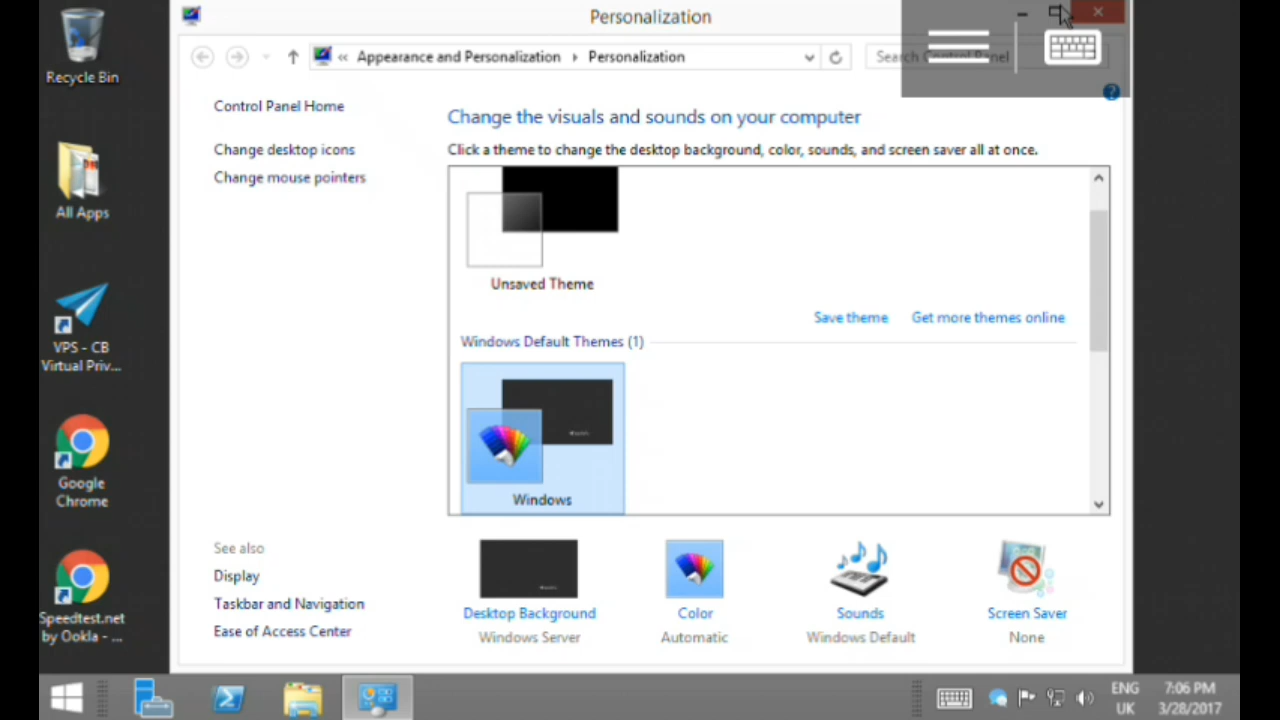 Personalization
Recycle Bin
« Appearance and Personalization Personalization
Search Control Panel
Control Panel Home
Change the visuals and sounds on your computer
Change desktop icons
Click a theme to change the desktop background, color, sounds, and screen saver all at once.
Change mouse pointers
All Apps
Unsaved Theme
Save theme Get more themes online
Windows Default Themes (1)
VPS - CB
Virtual Priv...
Google
Chrome
Windows
See also
Display
Taskbar and Navigation
Ease of Access Center
Desktop Background
Windows Server
Color
Automatic
Sounds
Windows Default
Screen Saver
None
Speedtest.net
by Ookla - ...
ENG
UK
7:06 PM
3/28/2017